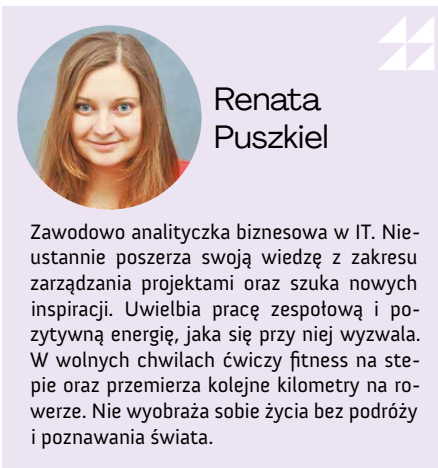 Renata
Puszkiel
Zawodowo analityczka biznesowa w IT. Nie-
ustannie poszerza swoją wiedzę z zakresu
zarządzania projektami oraz szuka nowych
inspiracji. Uwielbia pracę zespołową i po-
zytywną energię, jaka się przy niej wyzwala.
W wolnych chwilach ćwiczy fitness na ste-
pie oraz przemierza kolejne kilometry na ro-
werze. Nie wyobraża sobie życia bez podróży
i poznawania świata.